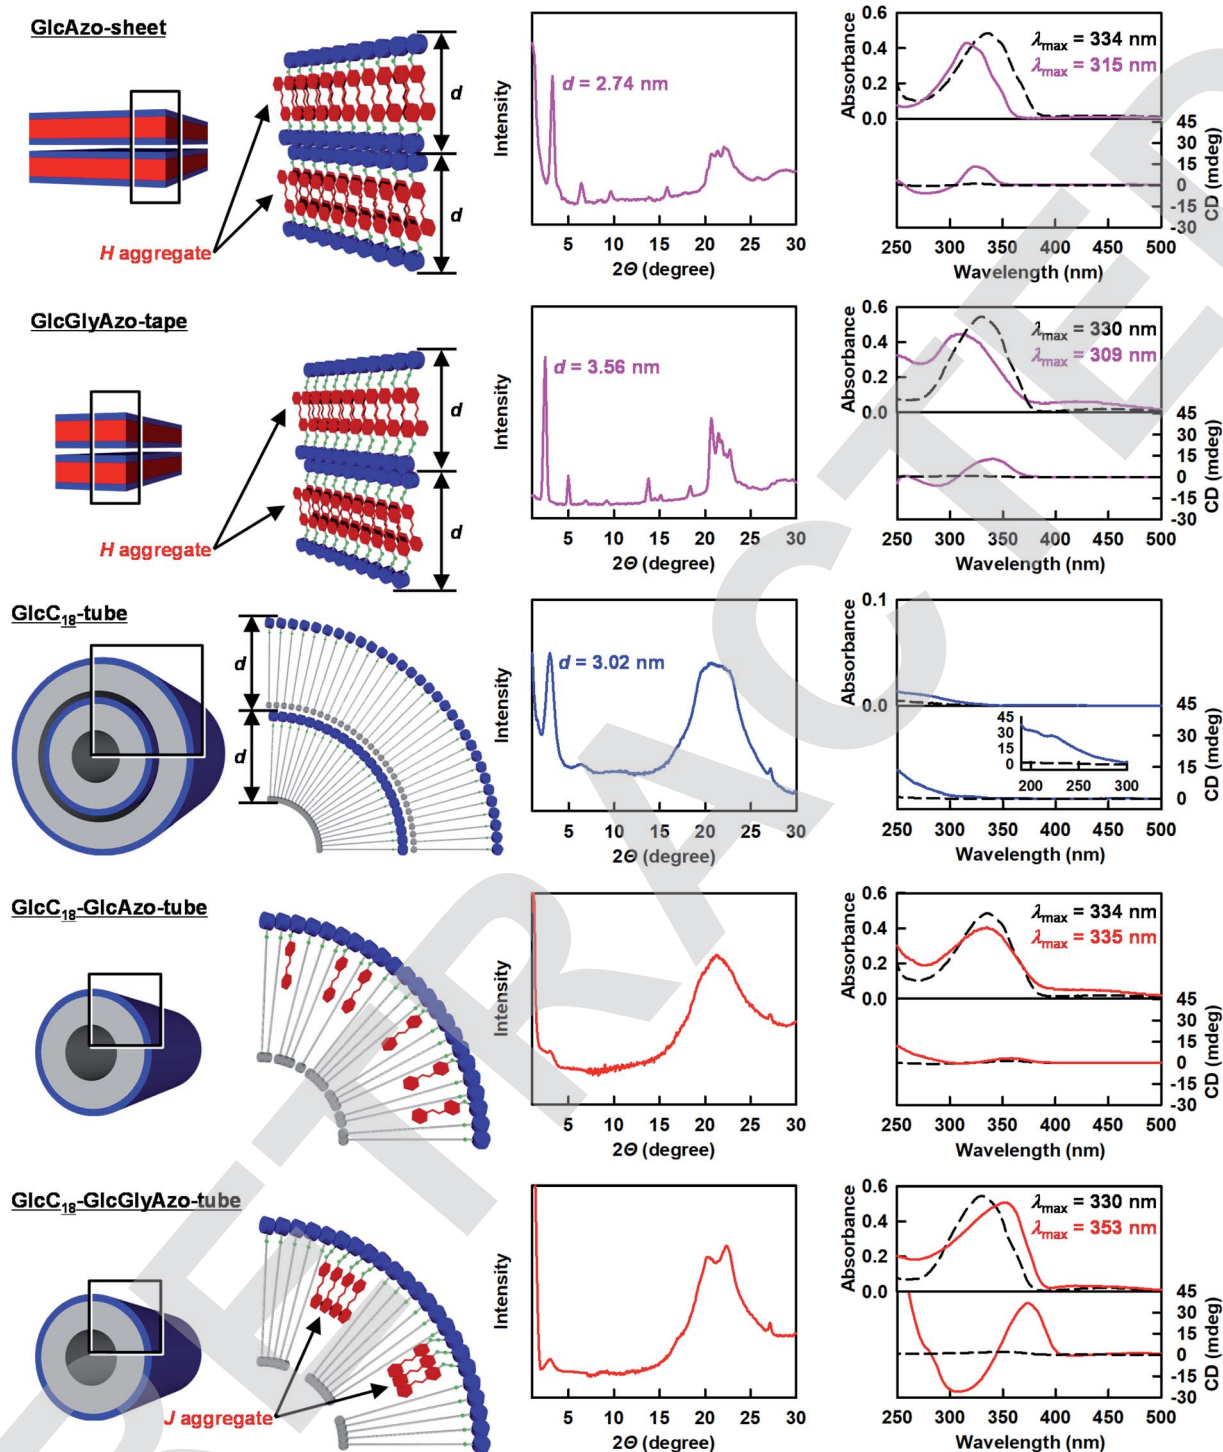 GlcAzo-sheet
d
d
H aggregate
Intensity
d = 2.74 nm
5 10 15 20 25 30
2Θ (degree)
Absorbance
0.6
0.4
0.2
0.0
λmax = 334 nm
λmax = 315 nm
45
30
15
0
-15
-30
CD (mdeg)
250 300 350 400 450 500
Wavelength (nm)
GlcGlyAzo-tape
d
d
H aggregate
Intensity
d = 3.56 nm
5 10 15 20 25 30
2Θ (degree)
Absorbance
0.6
0.4
0.2
0.0
λmax = 330 nm
λmax = 309 nm
45
30
15
0
-15
-30
CD (mdeg)
250 300 350 400 450 500
Wavelength (nm)
GlcC18-tube
d
d
Intensity
d = 3.02 nm
5 10 15 20 25 30
2Θ (degree)
Absorbance
0.1
0.0
45
30
15
0
200 250 300
45
15
0
CD (mdeg)
250 300 350 400 450 500
Wavelength (nm)
GlcC18-GlcAzo-tube
Intensity
5 10 15 20 25 30
2Θ (degree)
Absorbance
0.6
0.4
0.2
0.0
λmax = 334 nm
λmax = 335 nm
45
30
15
0
-15
-30
CD (mdeg)
250 300 350 400 450 500
Wavelength (nm)
GlcC18-GlcGlyAzo-tube
J aggregate
Intensity
5 10 15 20 25 30
2Θ (degree)
Absorbance
0.6
0.4
0.2
0.0
λmax = 330 nm
λmax = 353 nm
45
30
15
0
-15
-30
CD (mdeg)
250 300 350 400 450 500
Wavelength (nm)
RETRACTED